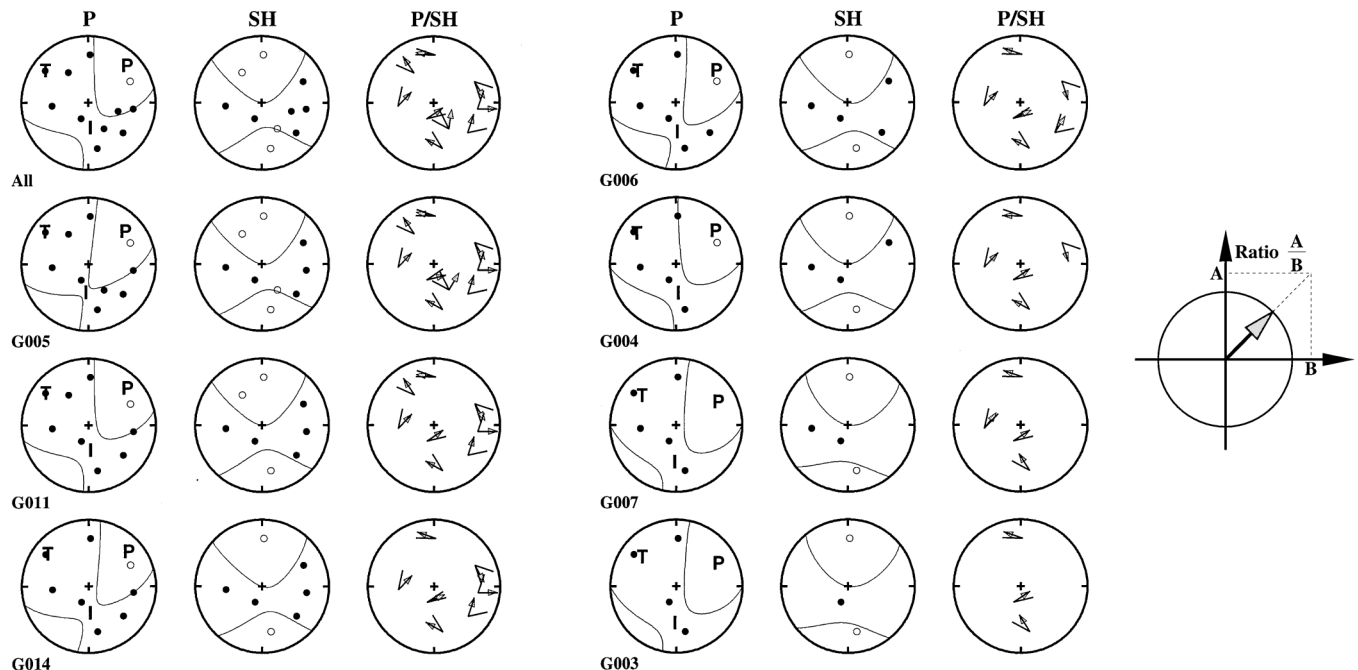 P SH P/SH P SH P/SH
T P
I
All
T P
I
G006
T P
I
G005
T P
I
G004
Ratio A
B
A
B
T P
I
G011
T P
I
G007
T P
I
G014
T P
I
G003